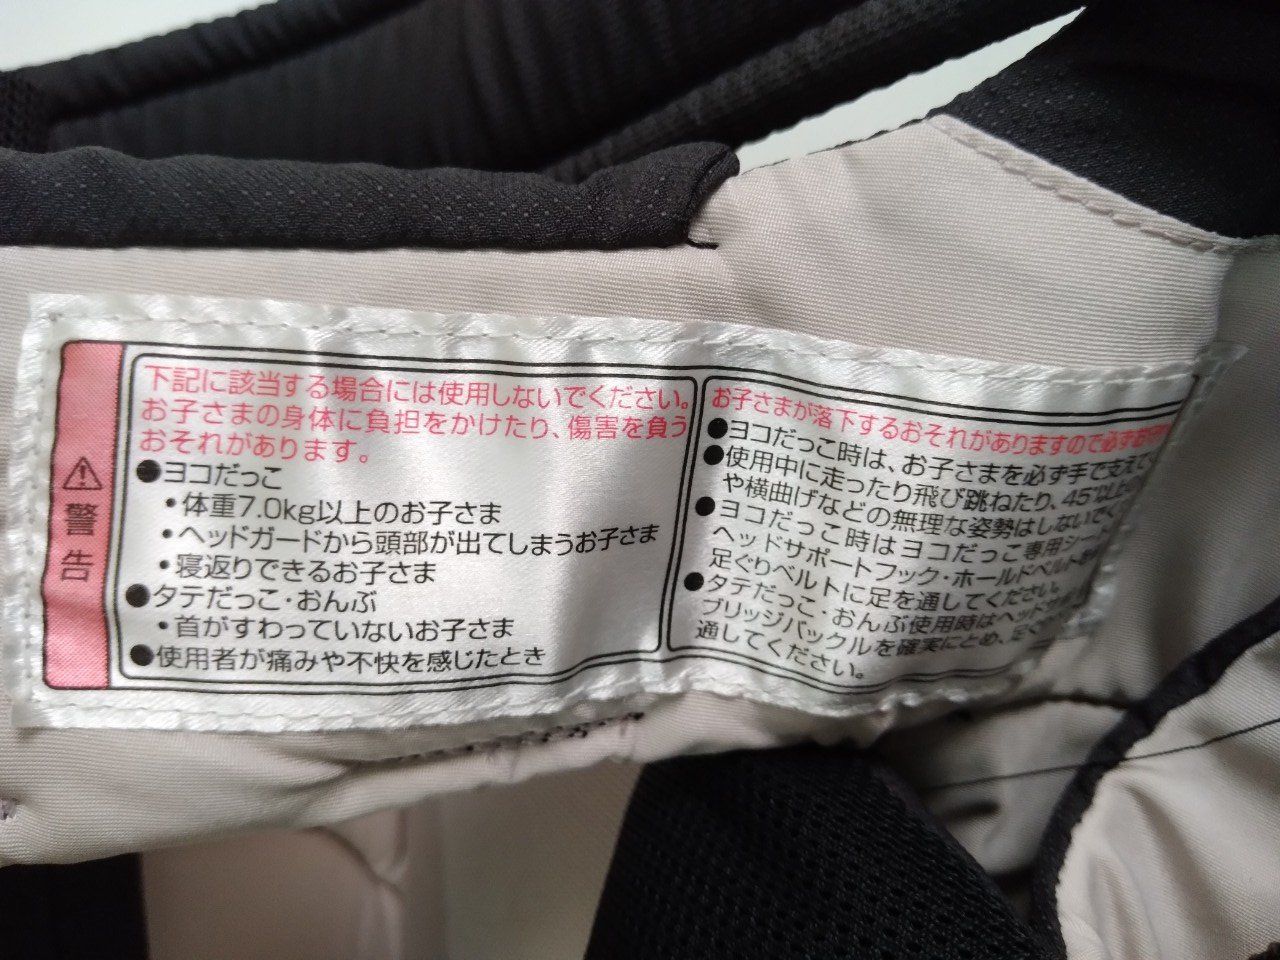 警告
下記に該当する場合には使用しないでください。
お子さまの身体に負担をかけたり、傷害を負う
おそれがあります。
●ヨコだっこ
・体重7.0kg以上のお子さま
・ヘッドガードから頭部が出てしまうお子さま
・寝返りできるお子さま
●タテだっこ・おんぶ
・首がすわっていないお子さま
●使用者が痛みや不快を感じたとき
お子さまが落下するおそれがありますので必ず
●ヨコだっこ時は、お子さまを必ず手で支えて
●使用中に走ったり飛び跳ねたり、45°以上の
や横曲げなどの無理な姿勢はしないでく
●ヨコだっこ時はヨコだっこ専用シート
ヘッドサポートフック・ホールドベルト
足ぐりベルトに足を通してください。
●タテだっこ・おんぶ使用時はヘッドサポ
ブリッジバックルを確実にとめ、足ぐ
通してください。